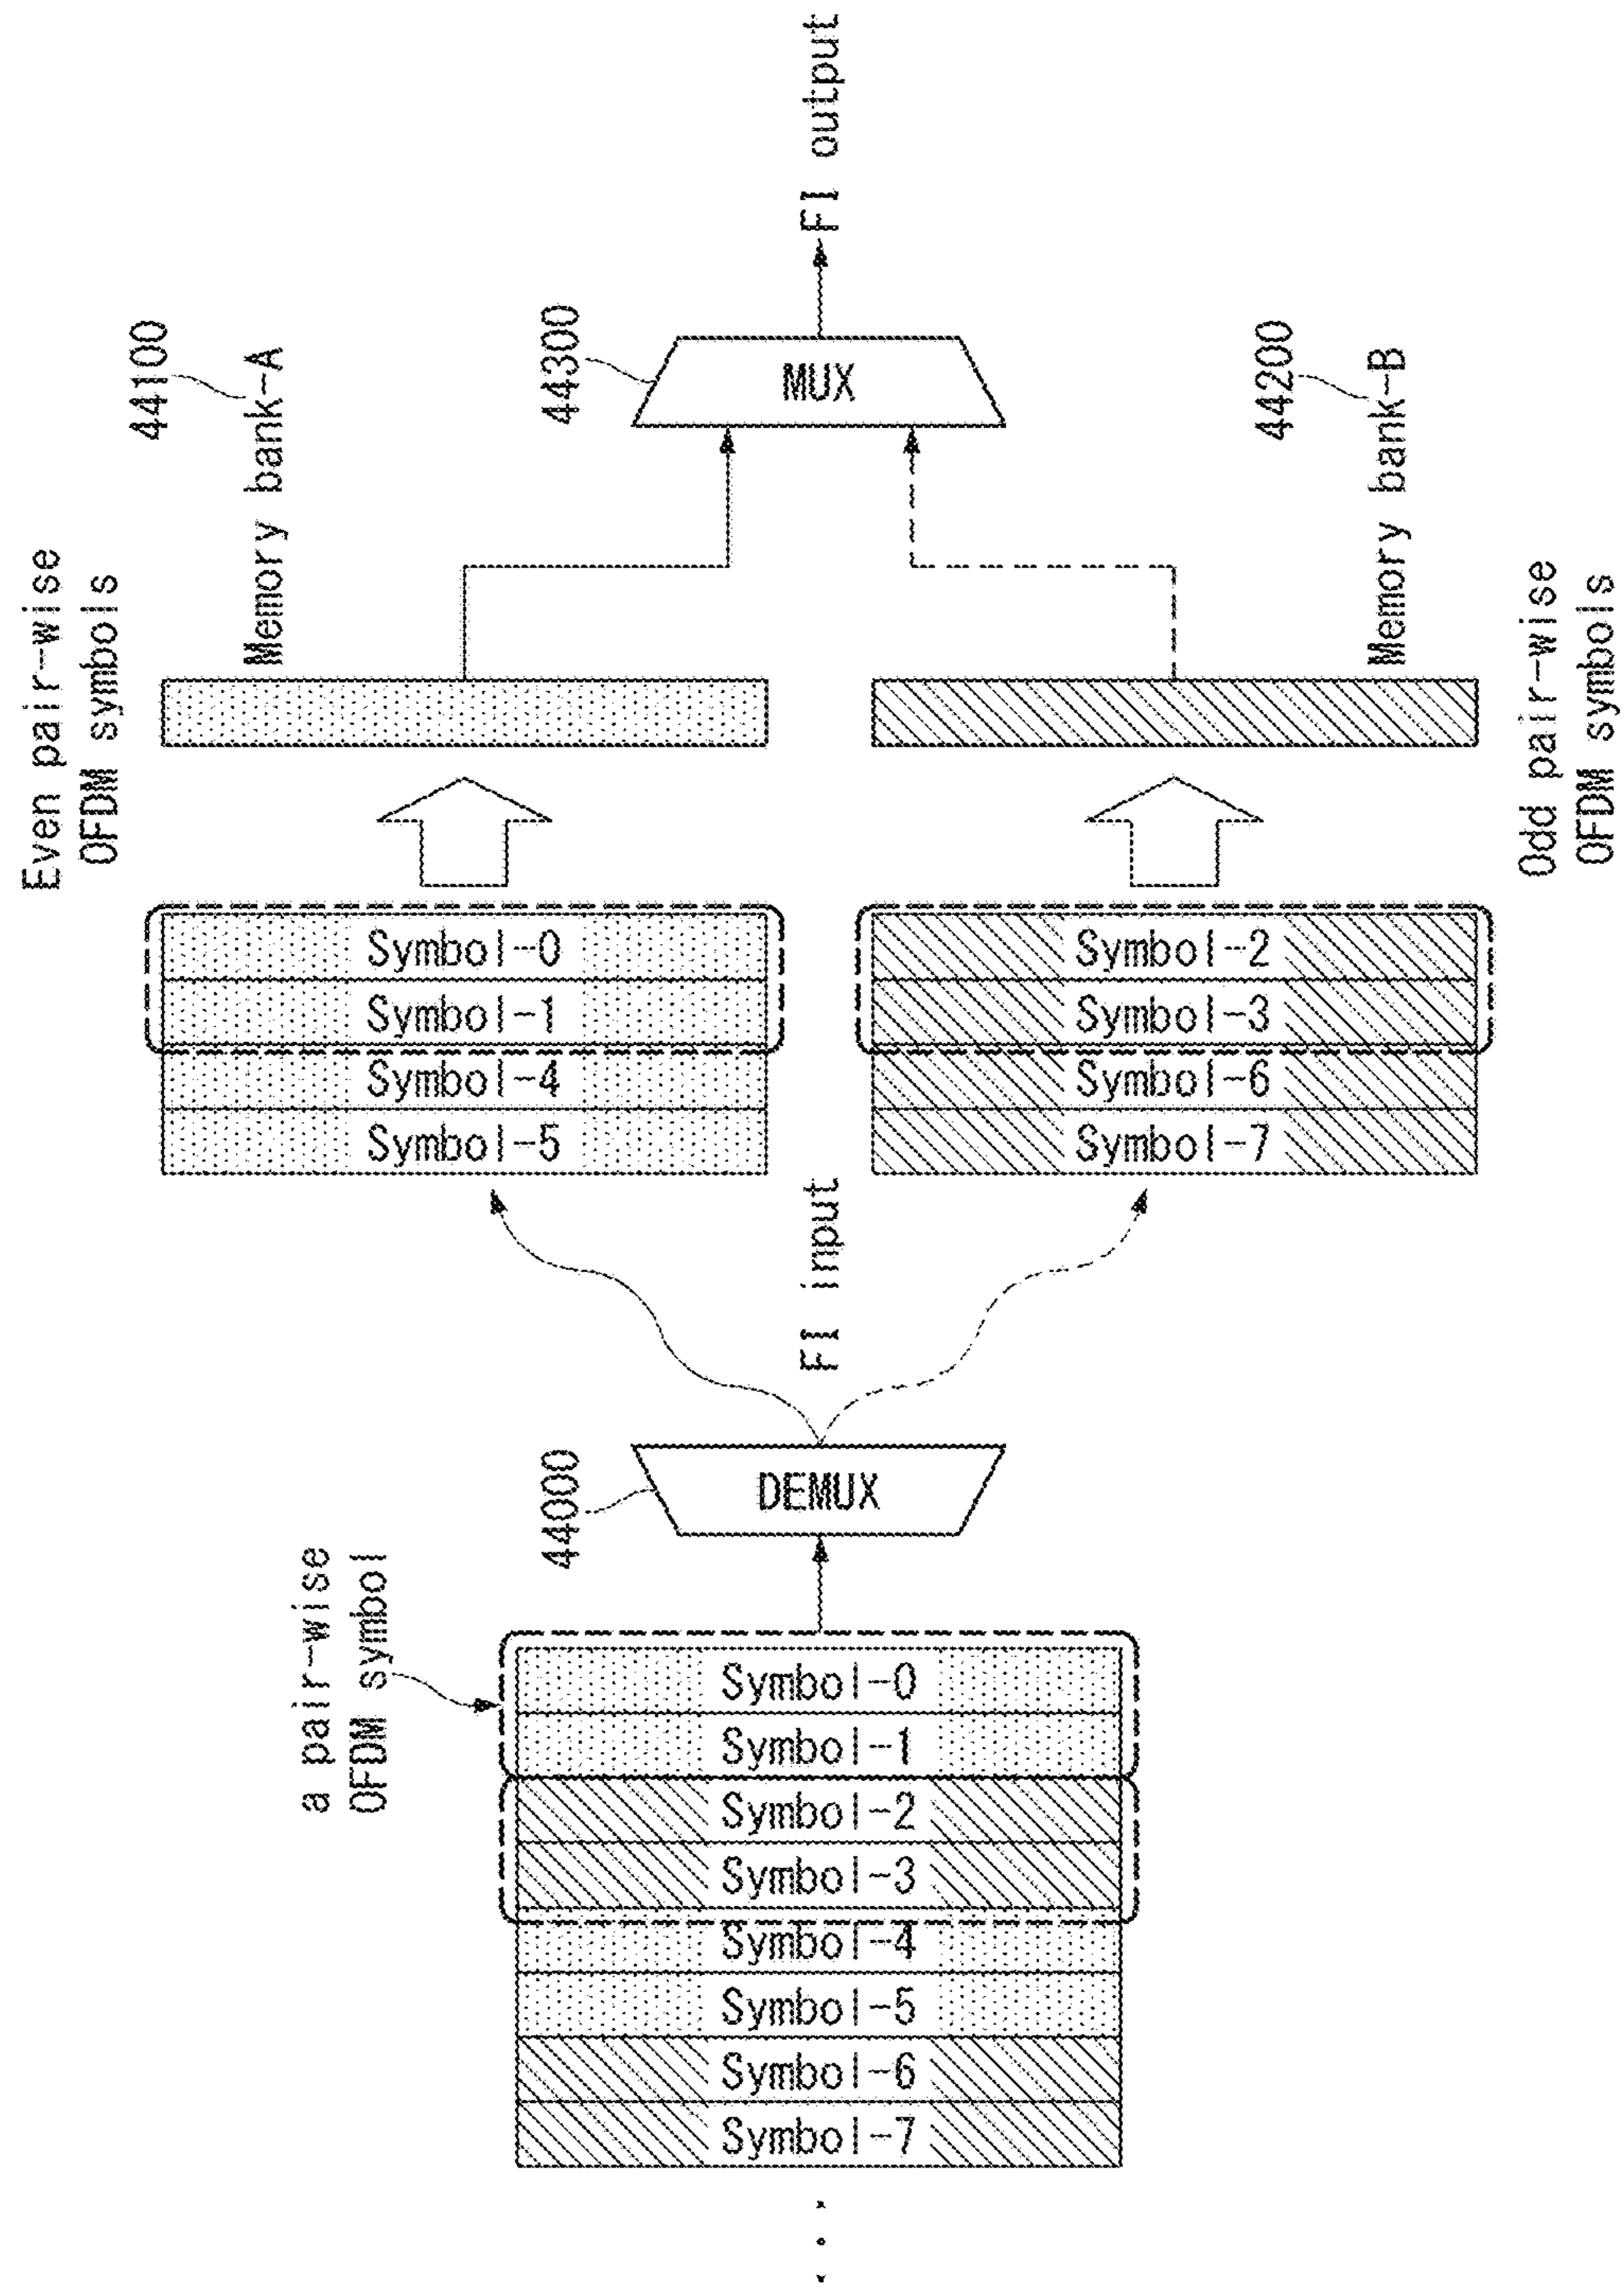 a pair-wise
OFDM symbol
Symbol-0
Symbol-1
Symbol-2
Symbol-3
Symbol-4
Symbol-5
Symbol-6
Symbol-7
44000
DEMUX
FI input
Even pair-wise
OFDM symbols
Symbol-0
Symbol-1
Symbol-4
Symbol-5
Symbol-2
Symbol-3
Symbol-6
Symbol-7
Odd pair-wise
OFDM symbols
44100
Memory bank-A
44200
Memory bank-B
44300
MUX
FI output